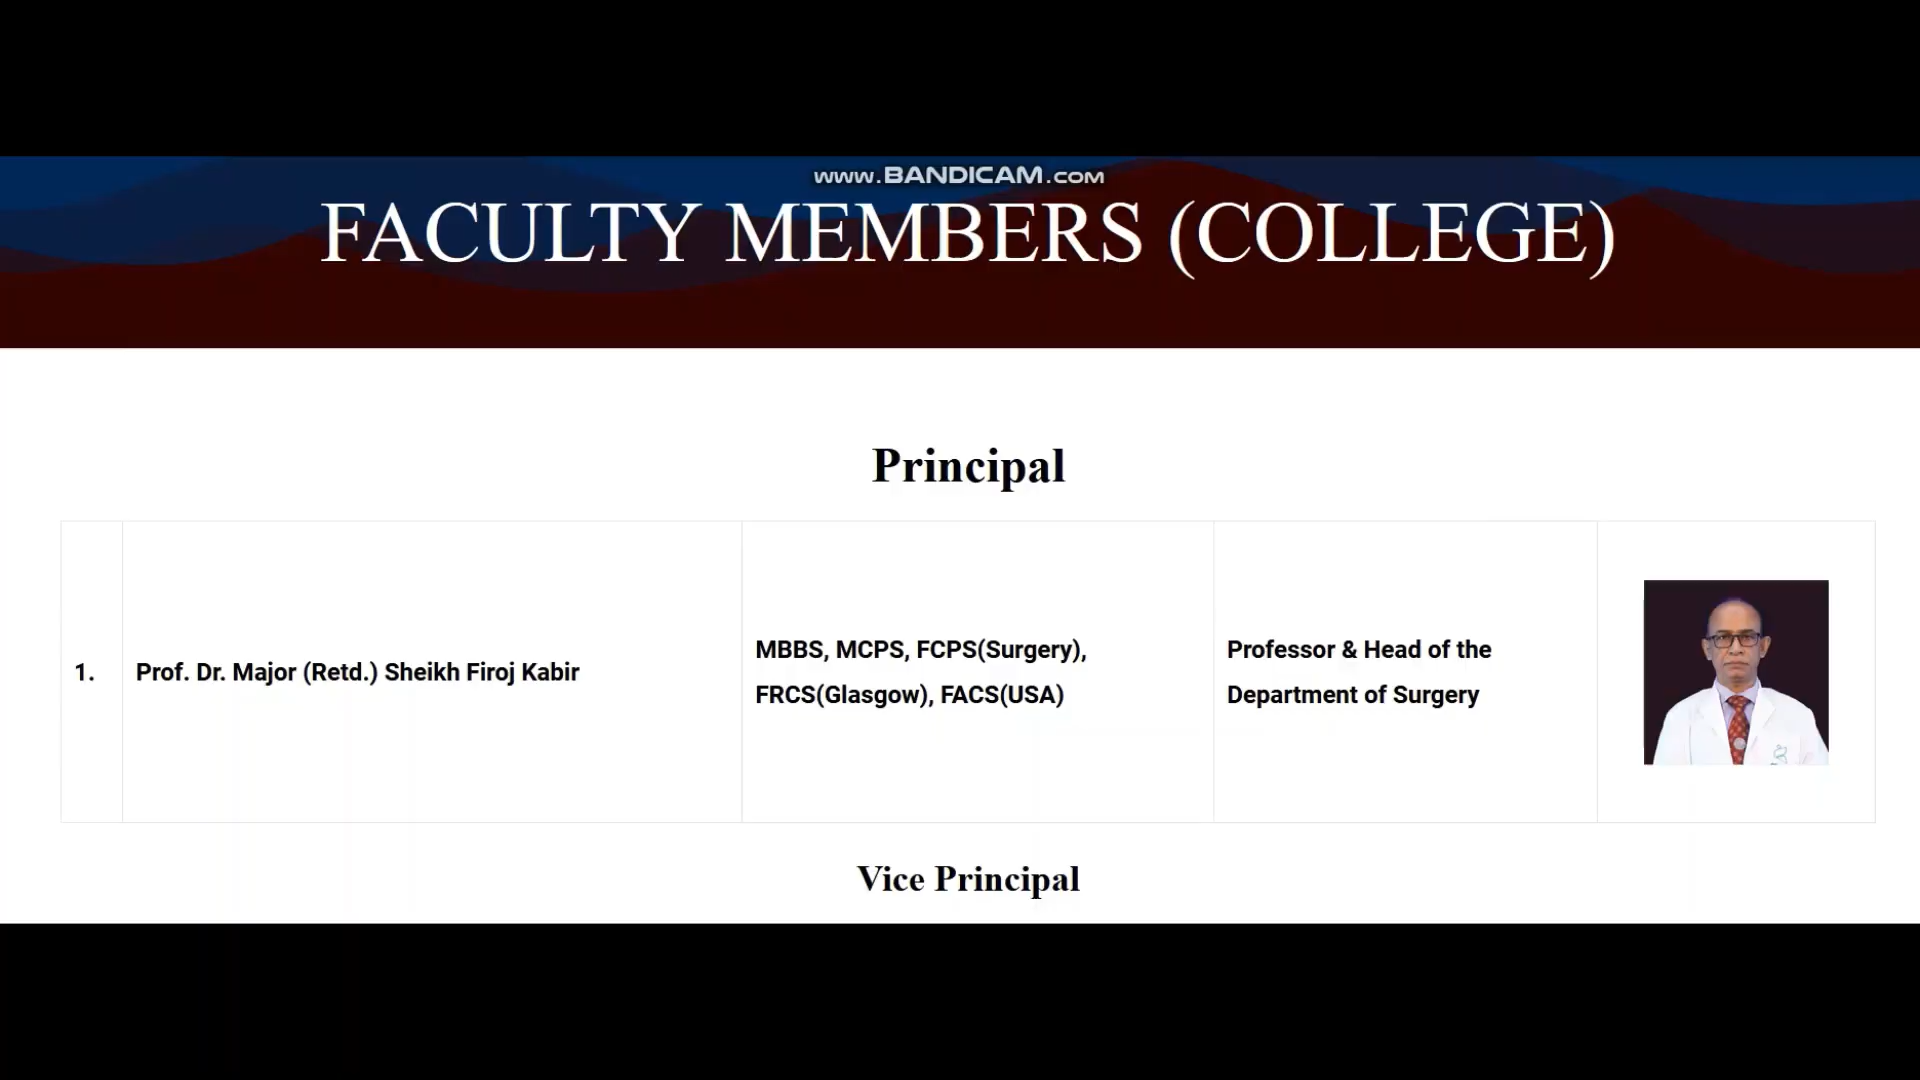 www.BANDICAM.com
FACULTY MEMBERS (COLLEGE)
Principal
1.
Prof. Dr. Major (Retd.) Sheikh Firoj Kabir
MBBS, MCPS, FCPS(Surgery),
FRCS(Glasgow), FACS(USA)
Professor & Head of the
Department of Surgery
Vice Principal